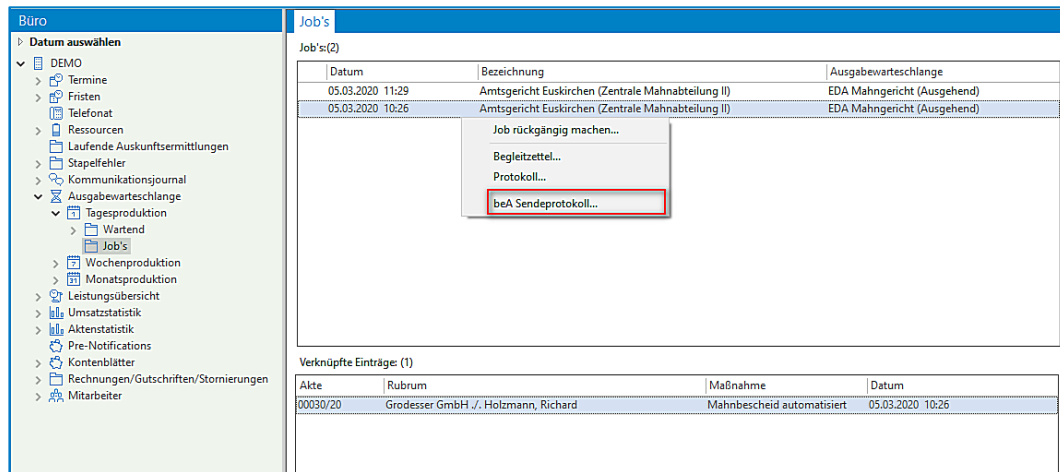 Büro
Datum auswählen
DEMO
Termine
Fristen
Telefonat
Ressourcen
Laufende Auskunftsermittlungen
Stapelfehler
Kommunikationsjournal
Ausgabewarteschlange
Tagesproduktion
Wartend
Job's
Wochenproduktion
Monatsproduktion
Leistungsübersicht
Umsatzstatistik
Aktenstatistik
Pre-Notifications
Kontenblätter
Rechnungen/Gutschriften/Stornierungen
Mitarbeiter
Job's
Job's:(2)
Datum Bezeichnung Ausgabewarteschlange
05.03.2020 11:29 Amtsgericht Euskirchen (Zentrale Mahnabteilung II) EDA Mahngericht (Ausgehend)
05.03.2020 10:26 Amtsgericht Euskirchen (Zentrale Mahnabteilung II) EDA Mahngericht (Ausgehend)
Job rückgängig machen...
Begleitzettel...
Protokoll...
beA Sendeprotokoll...
Verknüpfte Einträge: (1)
Akte Rubrum Maßnahme Datum
00030/20 Grodesser GmbH ./. Holzmann, Richard Mahnbescheid automatisiert 05.03.2020 10:26